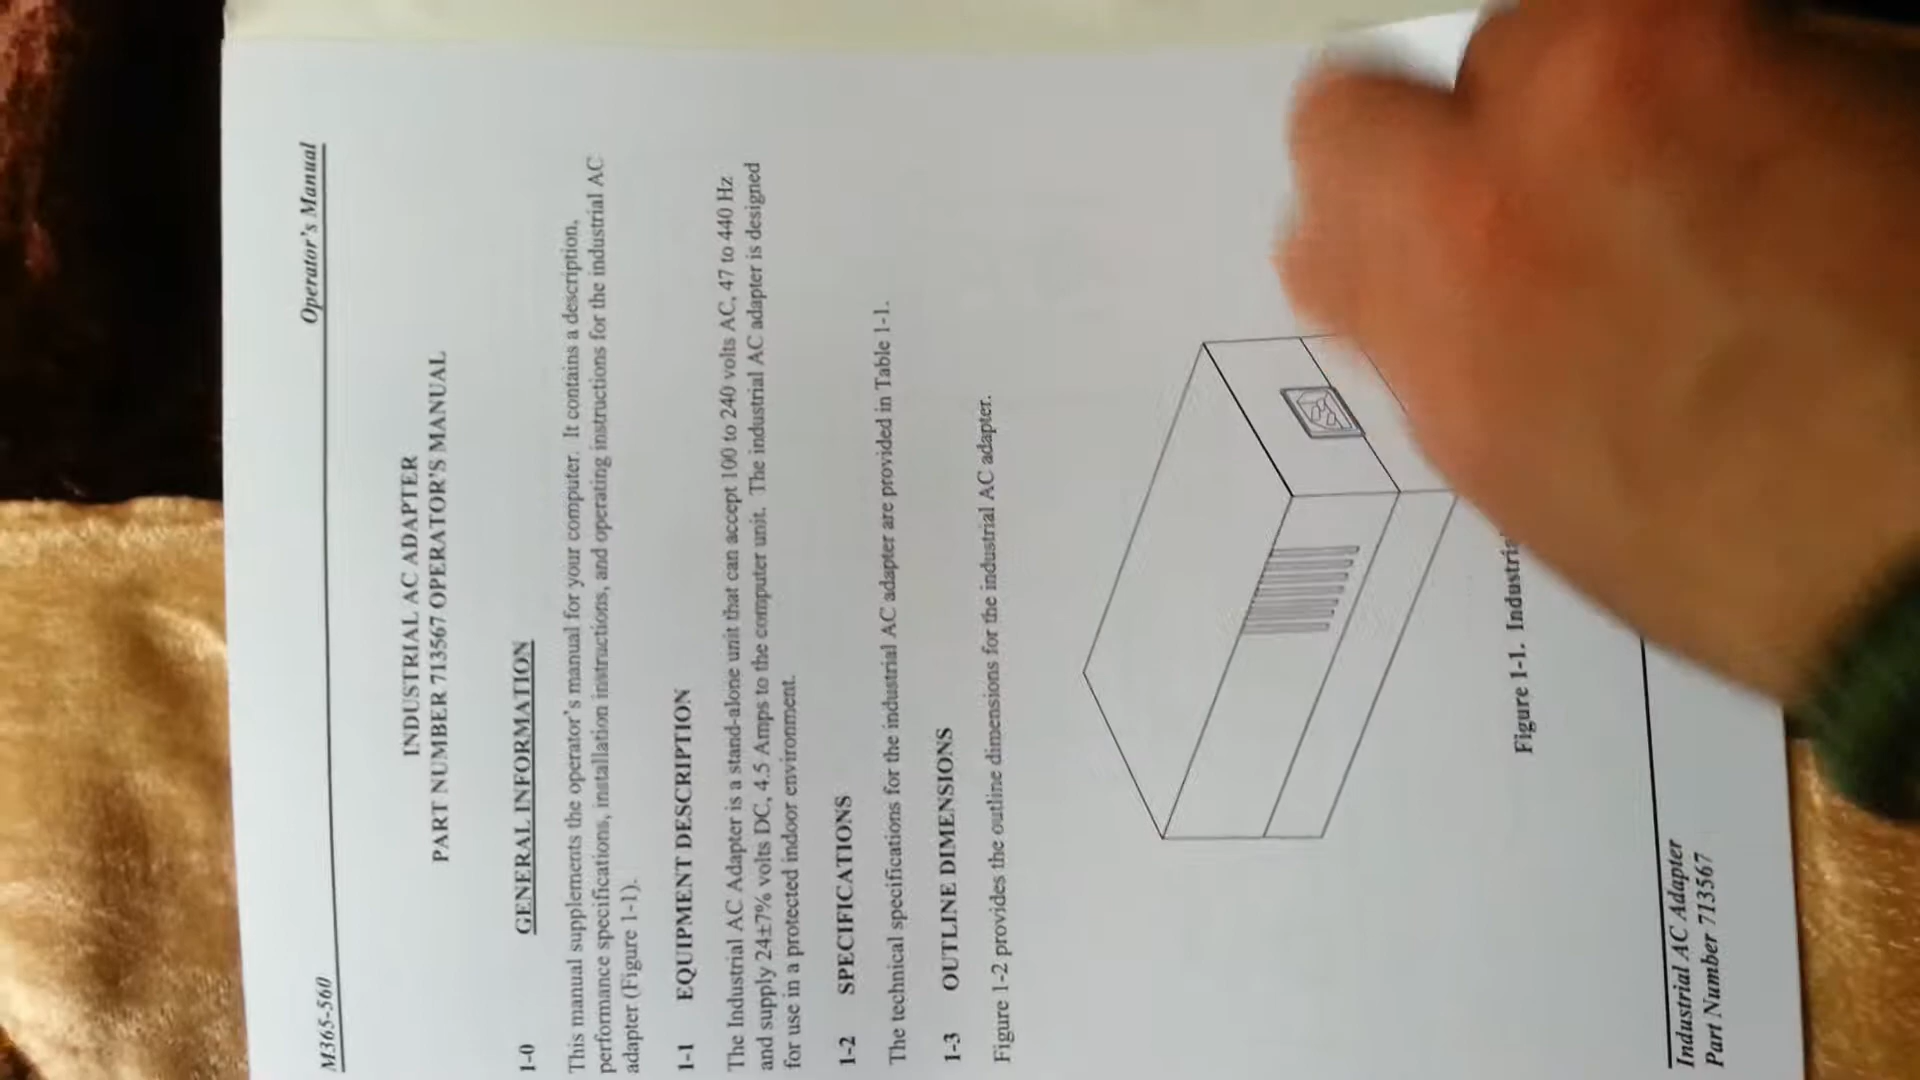 M365-560 Operator's Manual
INDUSTRIAL AC ADAPTER
PART NUMBER 713567 OPERATOR'S MANUAL
1-0 GENERAL INFORMATION
This manual supplements the operator's manual for your computer. It contains a description,
performance specifications, installation instructions, and operating instructions for the industrial AC
adapter (Figure 1-1).
1-1 EQUIPMENT DESCRIPTION
The Industrial AC Adapter is a stand-alone unit that can accept 100 to 240 volts AC, 47 to 440 Hz
and supply 24±7% volts DC, 4.5 Amps to the computer unit. The industrial AC adapter is designed
for use in a protected indoor environment.
1-2 SPECIFICATIONS
The technical specifications for the industrial AC adapter are provided in Table 1-1.
1-3 OUTLINE DIMENSIONS
Figure 1-2 provides the outline dimensions for the industrial AC adapter.
Figure 1-1. Industria
Industrial AC Adapter
Part Number 713567